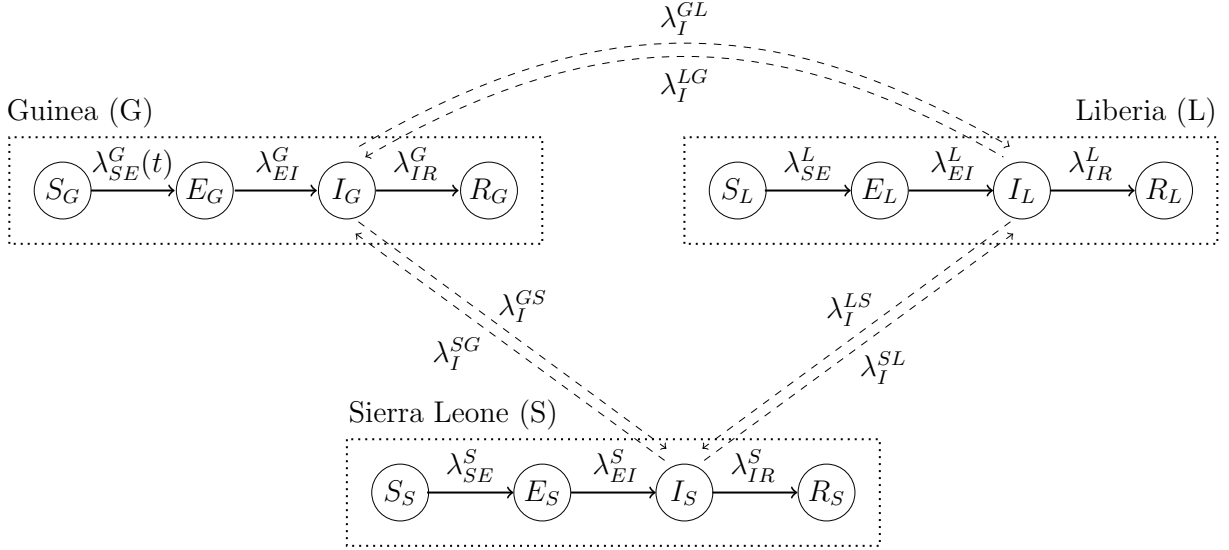 λ_I^{GL}
λ_I^{LG}
Guinea (G)
Liberia (L)
λ_{SE}^G(t) λ_{EI}^G λ_{IR}^G
S_G E_G I_G R_G
λ_{SE}^L λ_{EI}^L λ_{IR}^L
S_L E_L I_L R_L
λ_I^{GS}
λ_I^{SG}
λ_I^{LS}
λ_I^{SL}
Sierra Leone (S)
λ_{SE}^S λ_{EI}^S λ_{IR}^S
S_S E_S I_S R_S